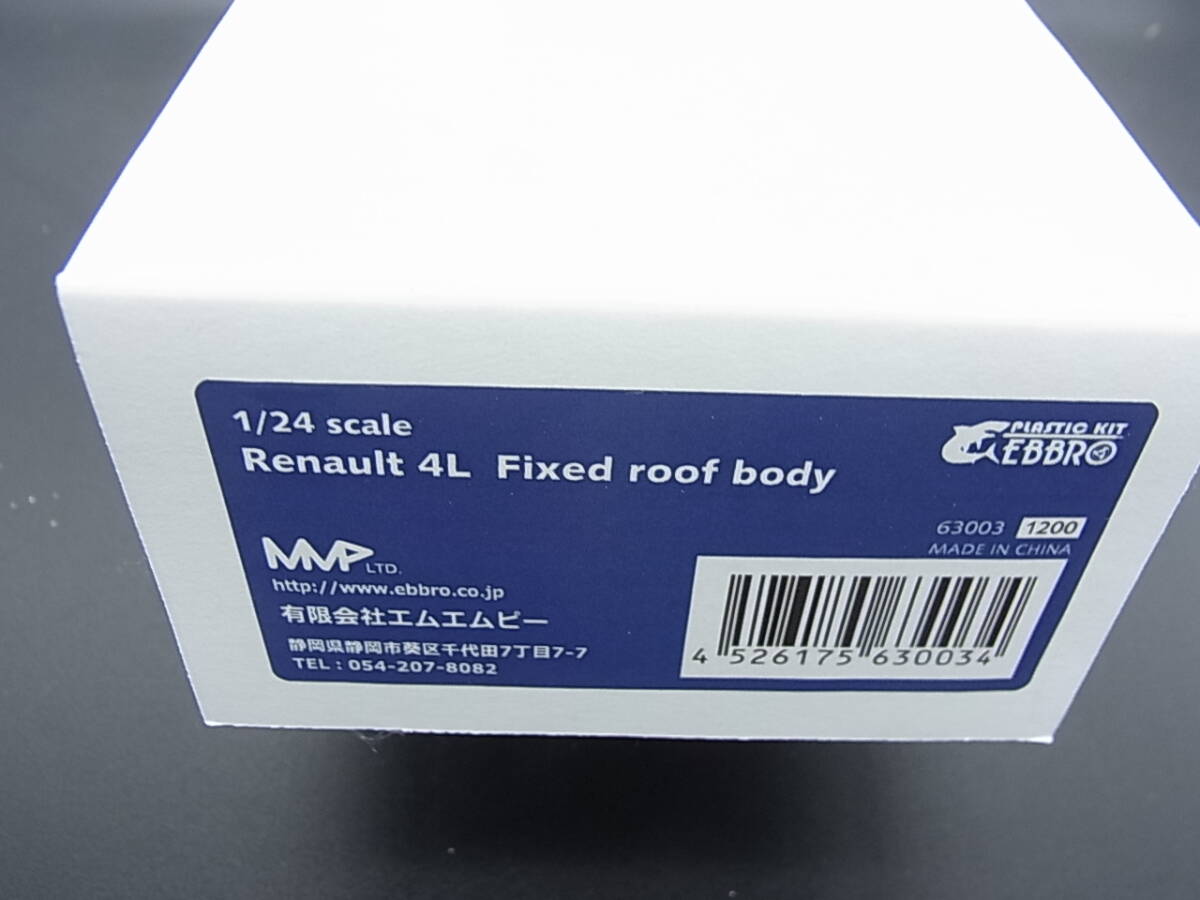 1/24 scale
Renault 4L Fixed roof body
PLASTIC KIT
EBBRO
63003 1200
MADE IN CHINA
MMP LTD.
http://www.ebbro.co.jp
有限会社エムエムピー
静岡県静岡市葵区千代田7丁目7-7
TEL : 054-207-8082
4 526175 630034